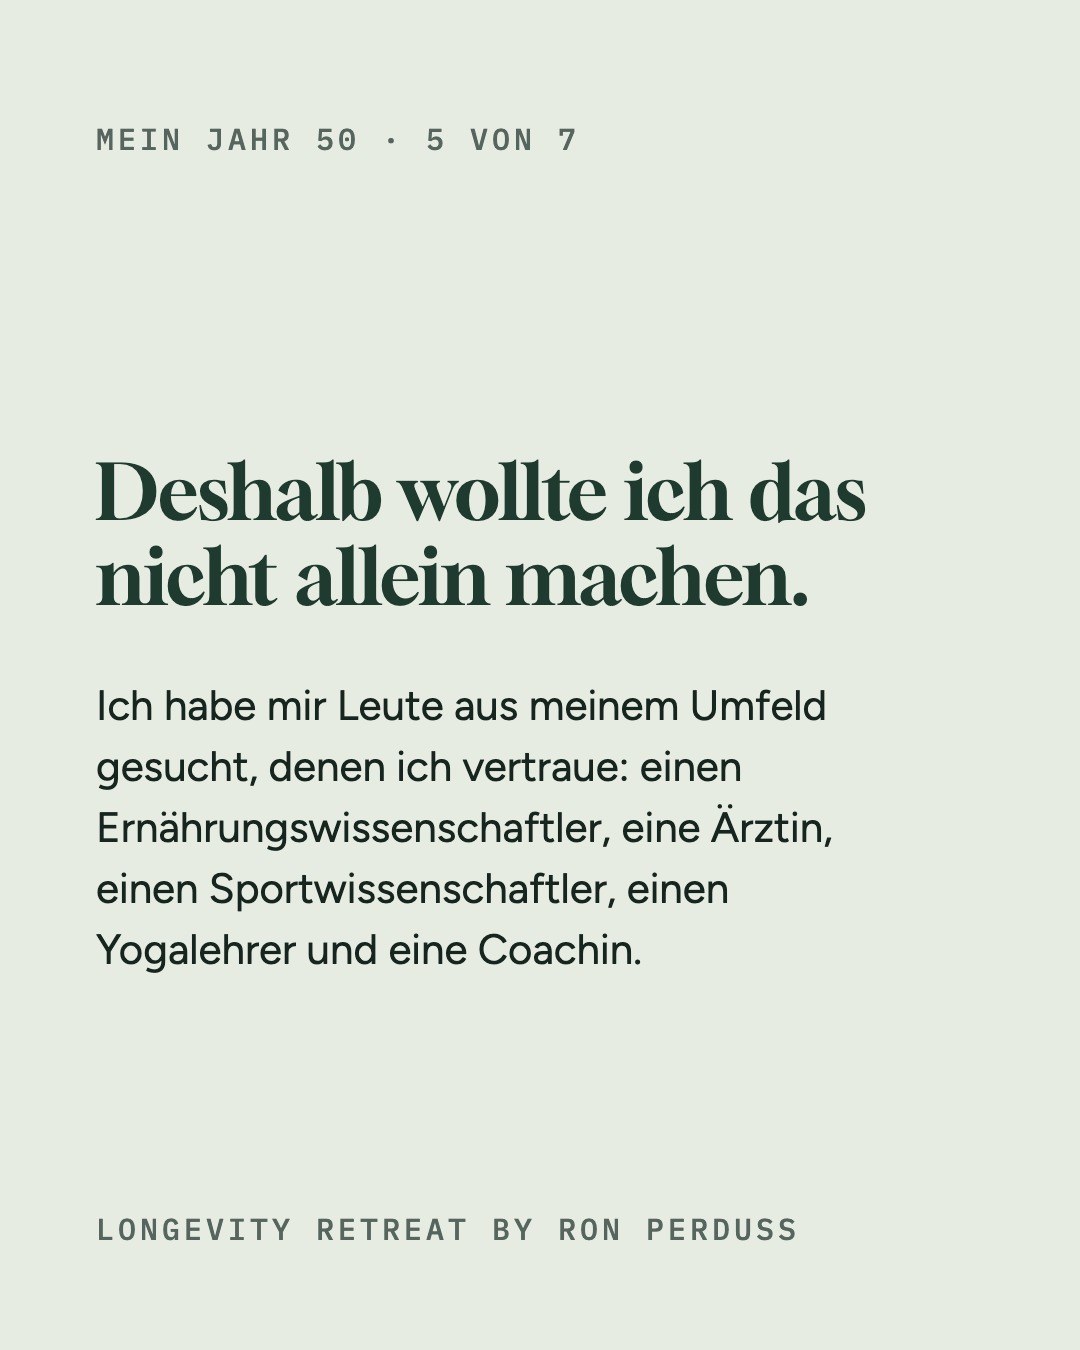 MEIN JAHR 50 · 5 VON 7
Deshalb wollte ich das
nicht allein machen.
Ich habe mir Leute aus meinem Umfeld
gesucht, denen ich vertraue: einen
Ernährungswissenschaftler, eine Ärztin,
einen Sportwissenschaftler, einen
Yogalehrer und eine Coachin.
LONGEVITY RETREAT BY RON PERDUSS